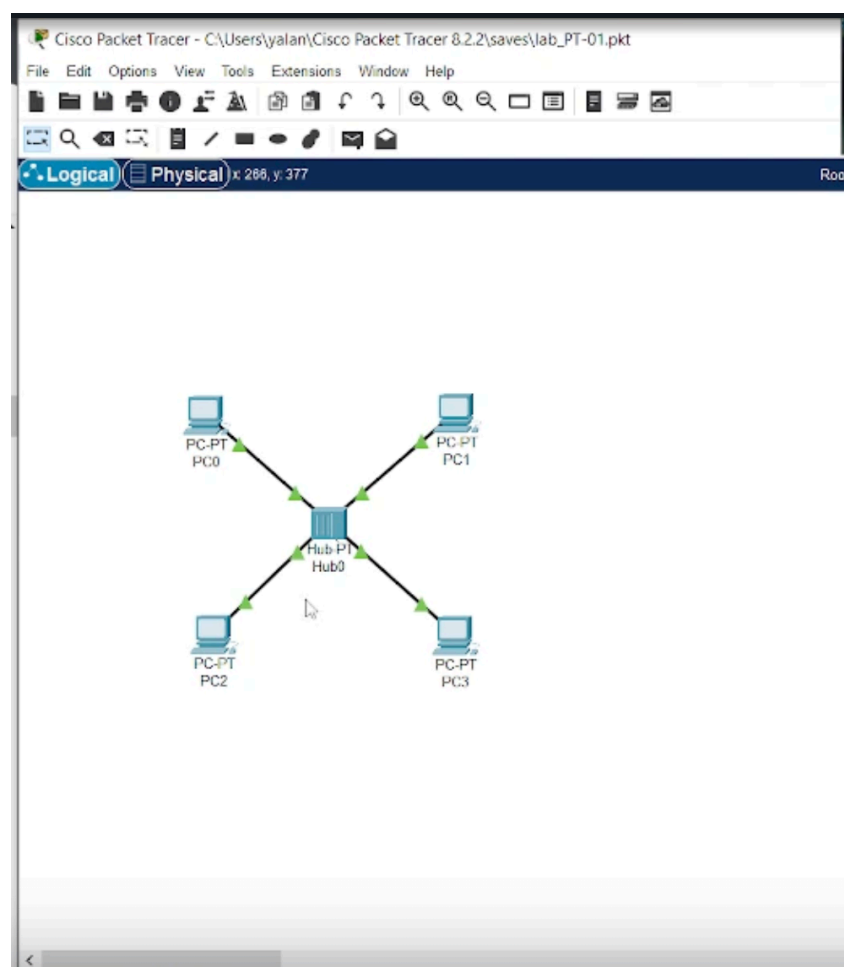 Cisco Packet Tracer - C:\Users\yalan\Cisco Packet Tracer 8.2.2\saves\lab_PT-01.pkt
File Edit Options View Tools Extensions Window Help
Logical Physical x: 266, y: 377 Roo
PC-PT
PC0
PC-PT
PC1
Hub-PT
Hub0
PC-PT
PC2
PC-PT
PC3